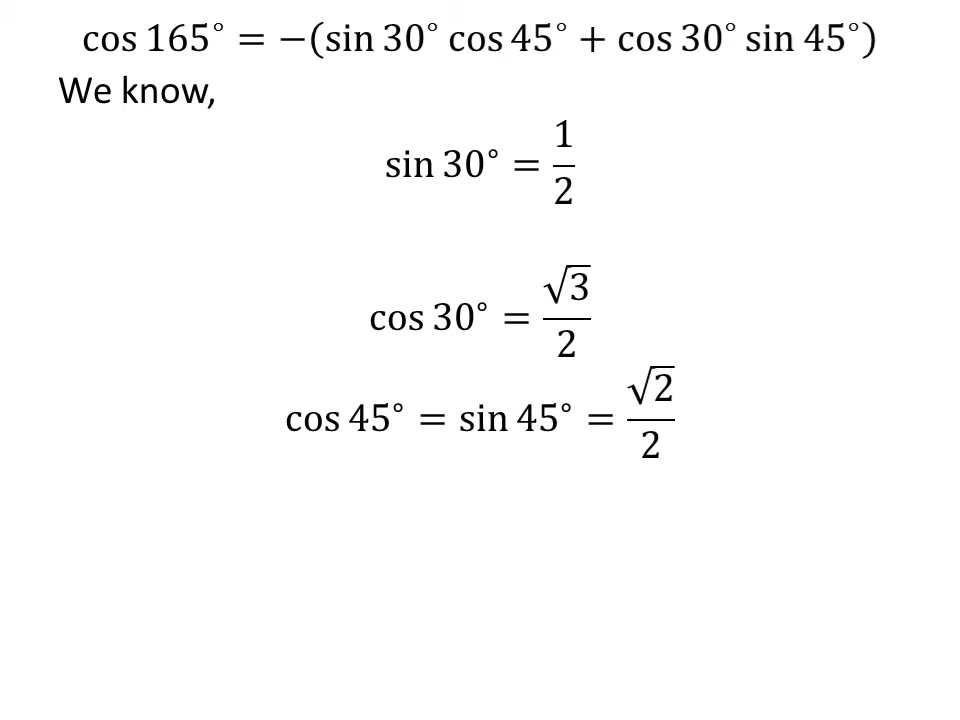 cos 165° = −(sin 30° cos 45° + cos 30° sin 45°)
We know,
sin 30° = 1/2
cos 30° = √3/2
cos 45° = sin 45° = √2/2